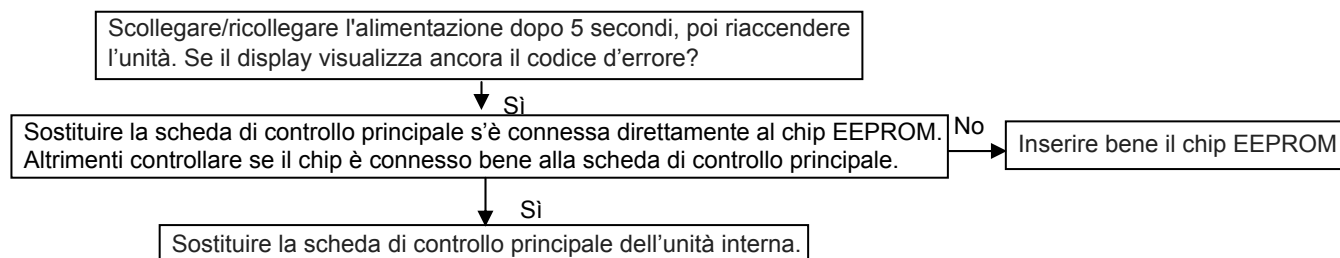 Scollegare/ricollegare l'alimentazione dopo 5 secondi, poi riaccendere
l’unità. Se il display visualizza ancora il codice d’errore?
Sì
Sostituire la scheda di controllo principale s’è connessa direttamente al chip EEPROM.
Altrimenti controllare se il chip è connesso bene alla scheda di controllo principale.
No
Inserire bene il chip EEPROM
Sì
Sostituire la scheda di controllo principale dell’unità interna.